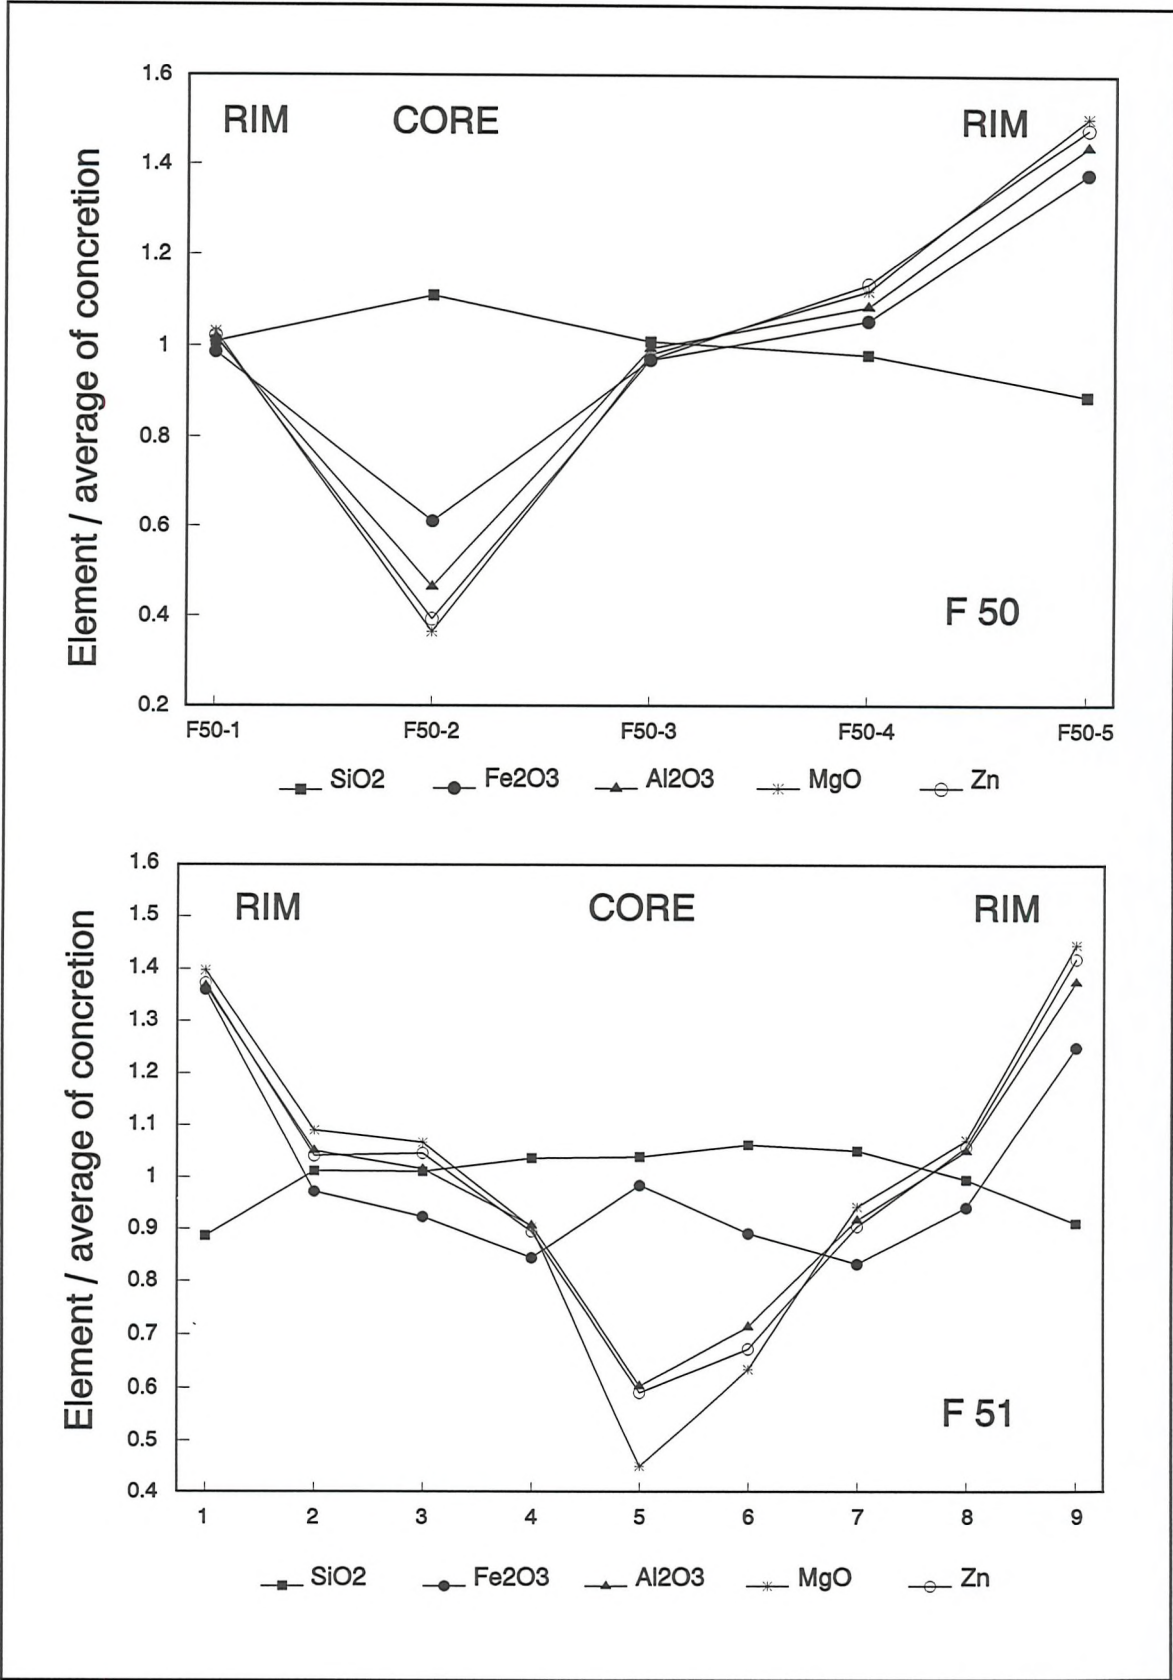 1.6
RIM CORE RIM
1.4
1.2
1
0.8
0.6
0.4
0.2
Element / average of concretion
F 50
F50-1 F50-2 F50-3 F50-4 F50-5
SiO2 Fe2O3 Al2O3 MgO Zn
1.6
RIM CORE RIM
1.5
1.4
1.3
1.2
1.1
1
0.9
0.8
0.7
0.6
0.5
0.4
Element / average of concretion
F 51
1 2 3 4 5 6 7 8 9
SiO2 Fe2O3 Al2O3 MgO Zn